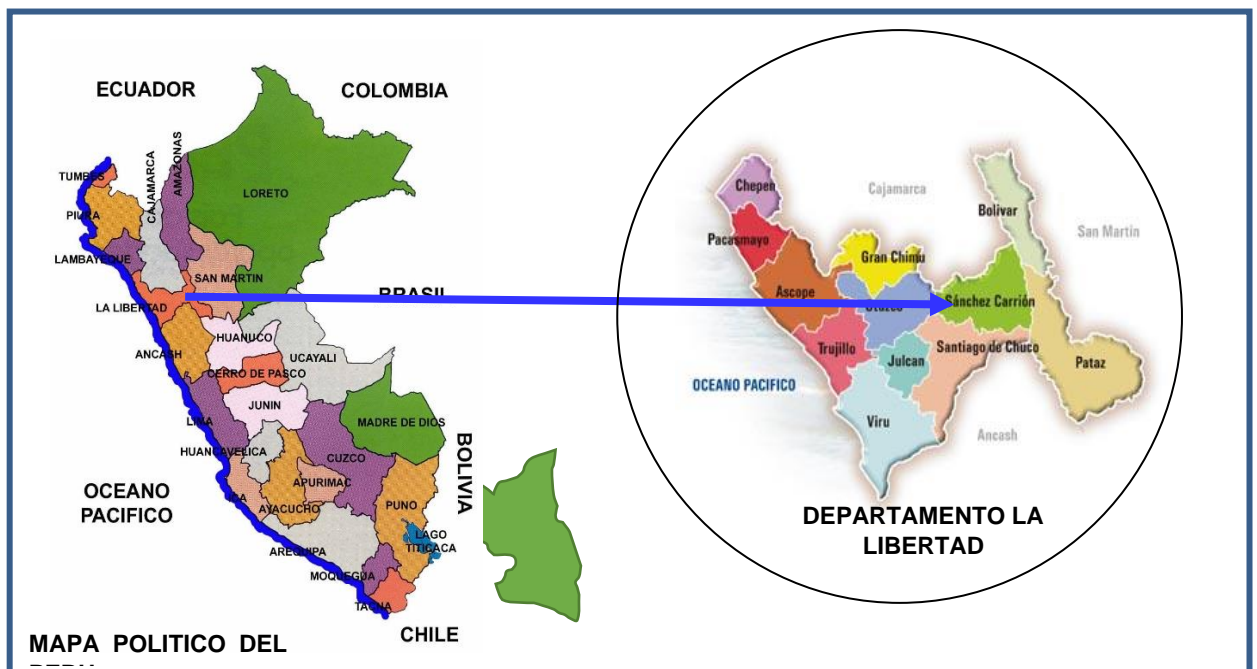 ECUADOR
COLOMBIA
TUMBES
PIURA
CAJAMARCA
AMAZONAS
LORETO
LAMBAYEQUE
SAN MARTIN
LA LIBERTAD
BRASIL
HUANUCO
ANCASH
UCAYALI
CERRO DE PASCO
JUNIN
LIMA
MADRE DE DIOS
HUANCAVELICA
CUZCO
BOLIVIA
APURIMAC
ICA
AYACUCHO
PUNO
OCEANO
PACIFICO
LAGO
TITICACA
AREQUIPA
MOQUEGUA
TACNA
CHILE
MAPA POLITICO DEL
Chepen
Cajamarca
Bolivar
San Martin
Pacasmayo
Gran Chimu
Ascope
Sánchez Carrión
Trujillo
Julcan
Santiago de Chuco
Pataz
OCEANO PACIFICO
Viru
Ancash
DEPARTAMENTO LA
LIBERTAD